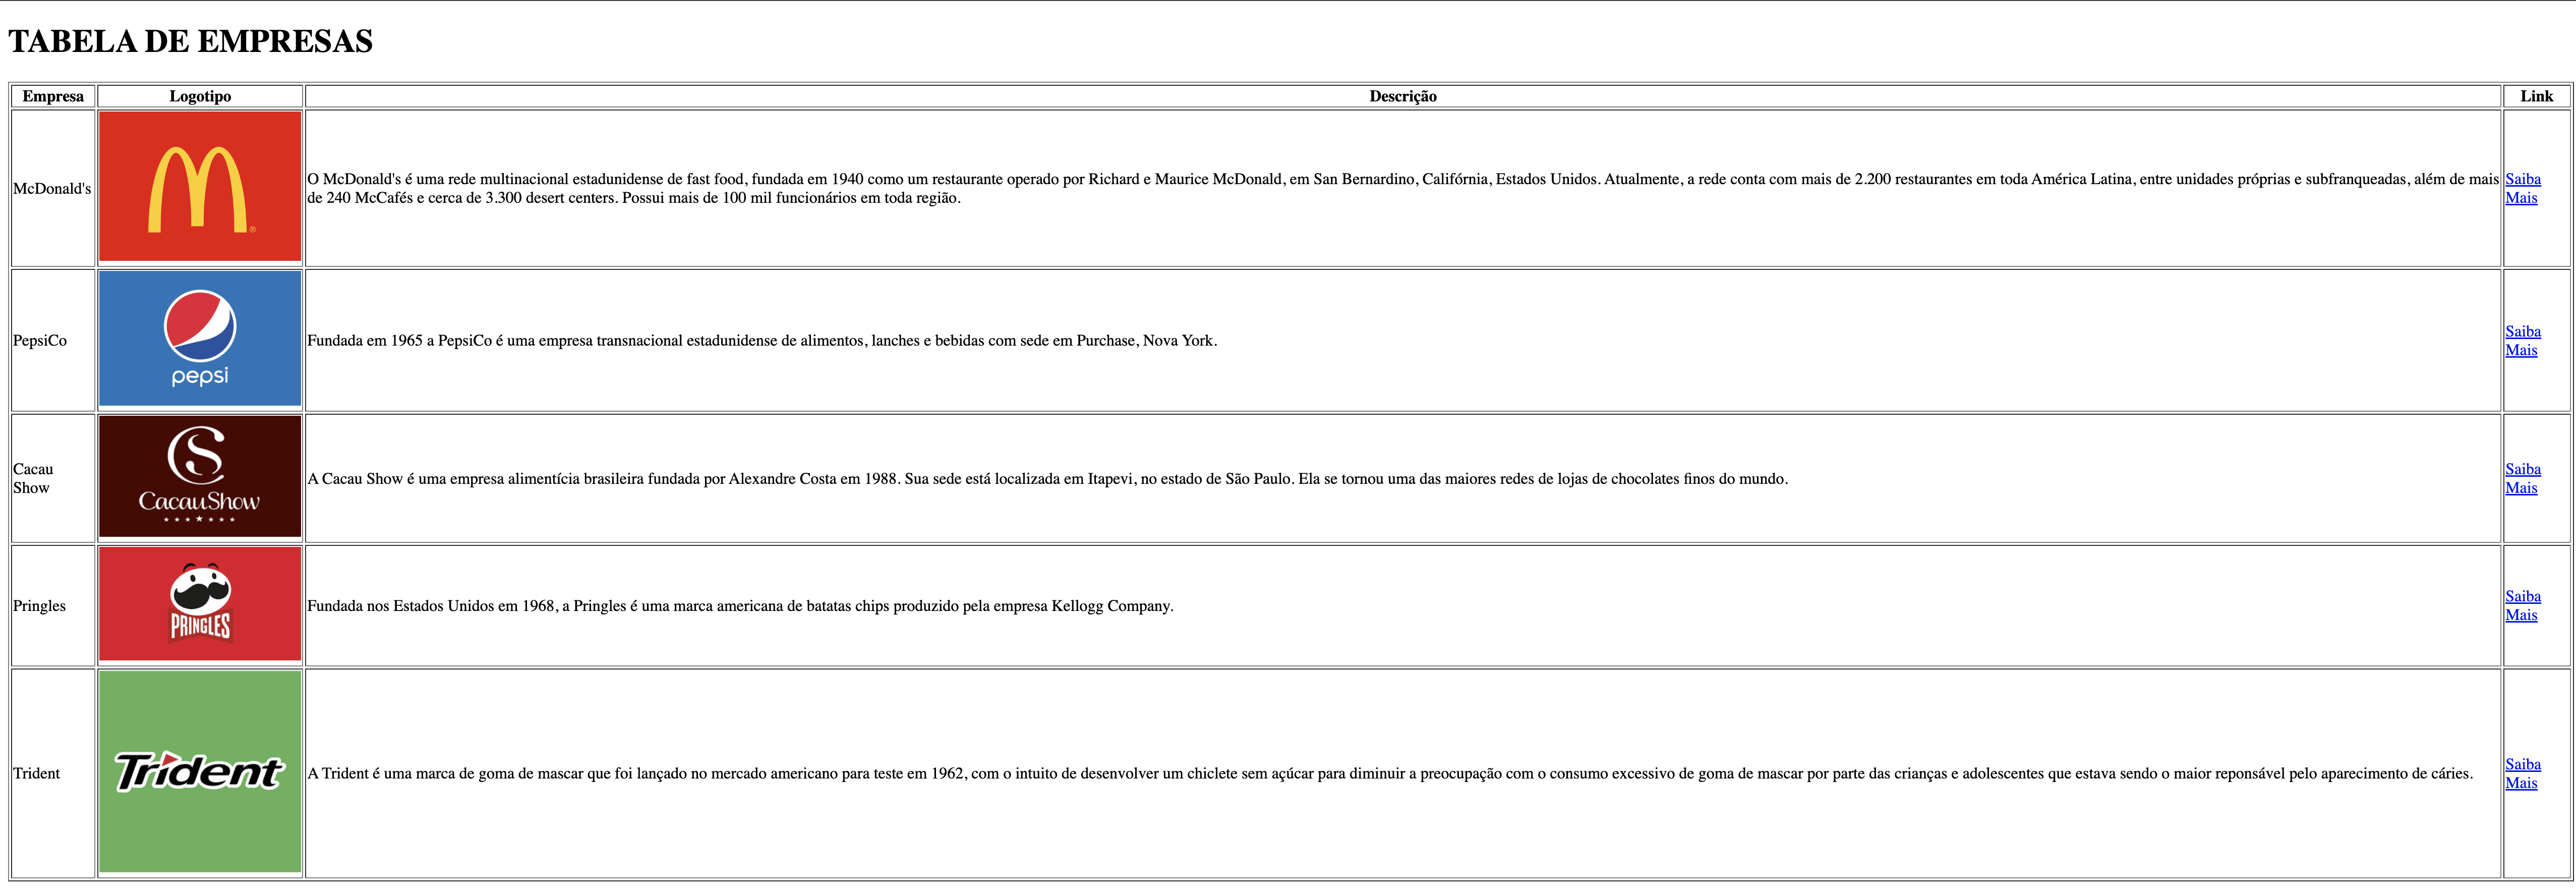 TABELA DE EMPRESAS
Empresa Logotipo Descrição Link
McDonald's
O McDonald's é uma rede multinacional estadunidense de fast food, fundada em 1940 como um restaurante operado por Richard e Maurice McDonald, em San Bernardino, Califórnia, Estados Unidos. Atualmente, a rede conta com mais de 2.200 restaurantes em toda América Latina, entre unidades próprias e subfranqueadas, além de mais
de 240 McCafés e cerca de 3.300 desert centers. Possui mais de 100 mil funcionários em toda região.
Saiba
Mais
PepsiCo
pepsi
Fundada em 1965 a PepsiCo é uma empresa transnacional estadunidense de alimentos, lanches e bebidas com sede em Purchase, Nova York.
Saiba
Mais
Cacau
Show
CacauShow
A Cacau Show é uma empresa alimentícia brasileira fundada por Alexandre Costa em 1988. Sua sede está localizada em Itapevi, no estado de São Paulo. Ela se tornou uma das maiores redes de lojas de chocolates finos do mundo.
Saiba
Mais
Pringles
PRINGLES
Fundada nos Estados Unidos em 1968, a Pringles é uma marca americana de batatas chips produzido pela empresa Kellogg Company.
Saiba
Mais
Trident
Trident
A Trident é uma marca de goma de mascar que foi lançado no mercado americano para teste em 1962, com o intuito de desenvolver um chiclete sem açúcar para diminuir a preocupação com o consumo excessivo de goma de mascar por parte das crianças e adolescentes que estava sendo o maior reponsável pelo aparecimento de cáries.
Saiba
Mais